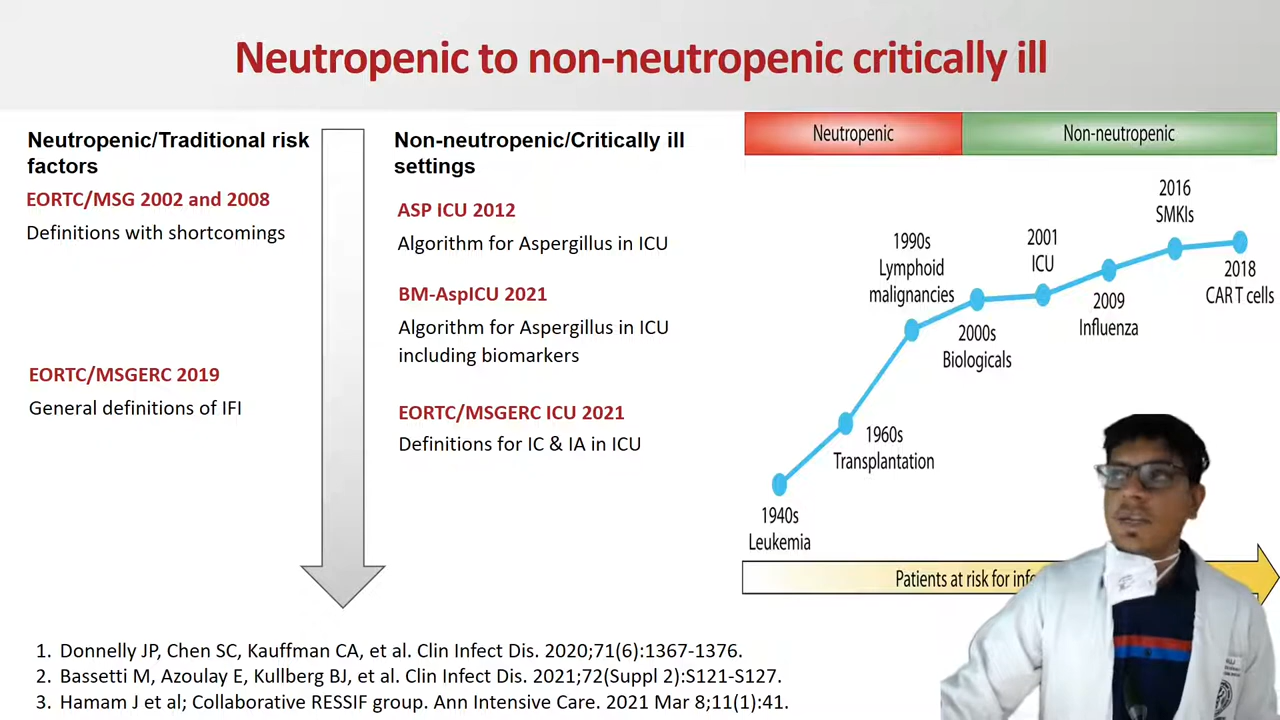 Neutropenic to non-neutropenic critically ill
Neutropenic/Traditional risk
factors
EORTC/MSG 2002 and 2008
Definitions with shortcomings
EORTC/MSGERC 2019
General definitions of IFI
Non-neutropenic/Critically ill
settings
ASP ICU 2012
Algorithm for Aspergillus in ICU
BM-AspICU 2021
Algorithm for Aspergillus in ICU
including biomarkers
EORTC/MSGERC ICU 2021
Definitions for IC & IA in ICU
Neutropenic
Non-neutropenic
1940s
Leukemia
1960s
Transplantation
1990s
Lymphoid
malignancies
2000s
Biologicals
2001
ICU
2009
Influenza
2016
SMKIs
2018
CAR T cells
Patients at risk for
1. Donnelly JP, Chen SC, Kauffman CA, et al. Clin Infect Dis. 2020;71(6):1367-1376.
2. Bassetti M, Azoulay E, Kullberg BJ, et al. Clin Infect Dis. 2021;72(Suppl 2):S121-S127.
3. Hamam J et al; Collaborative RESSIF group. Ann Intensive Care. 2021 Mar 8;11(1):41.